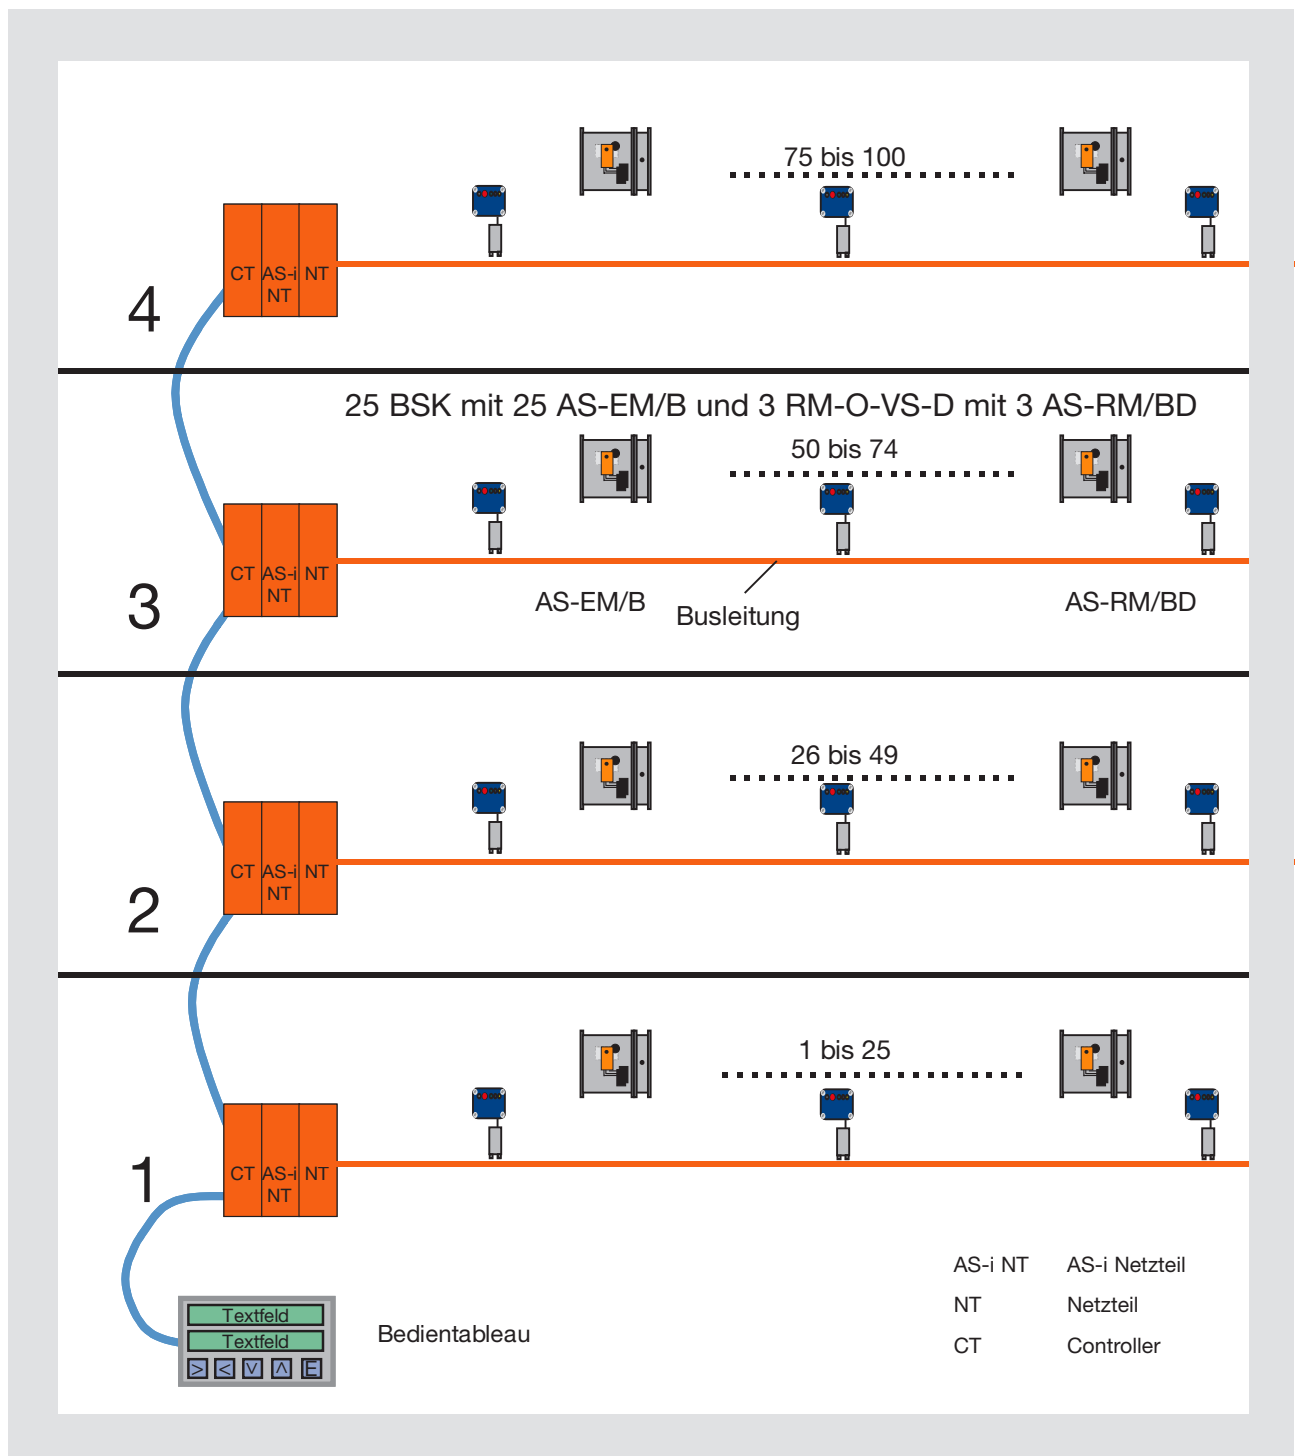 75 bis 100
CT AS-i NT
NT
4
25 BSK mit 25 AS-EM/B und 3 RM-O-VS-D mit 3 AS-RM/BD
50 bis 74
CT AS-i NT
NT
3
AS-EM/B
Busleitung
AS-RM/BD
26 bis 49
CT AS-i NT
NT
2
1 bis 25
CT AS-i NT
NT
1
AS-i NT AS-i Netzteil
NT Netzteil
CT Controller
Textfeld
Textfeld
> < V Λ E
Bedientableau